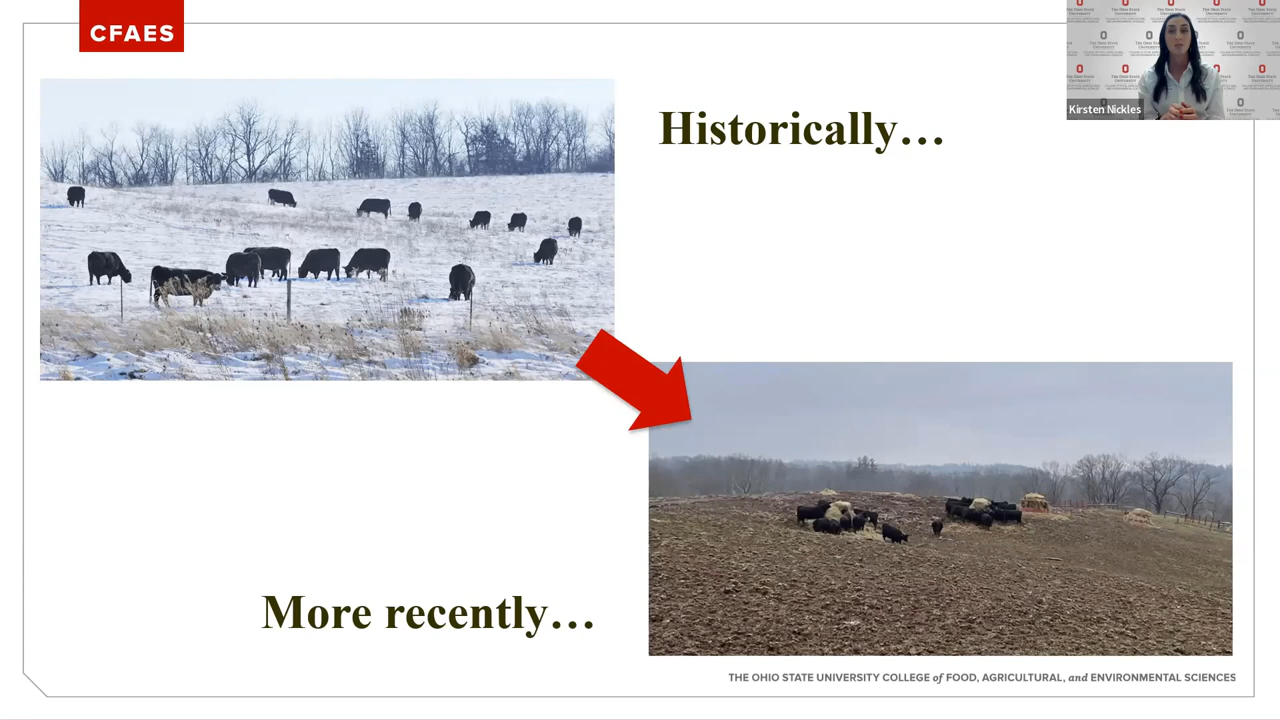 CFAES
Historically…
Kirsten Nickles
More recently…
THE OHIO STATE UNIVERSITY COLLEGE of FOOD, AGRICULTURAL, and ENVIRONMENTAL SCIENCES